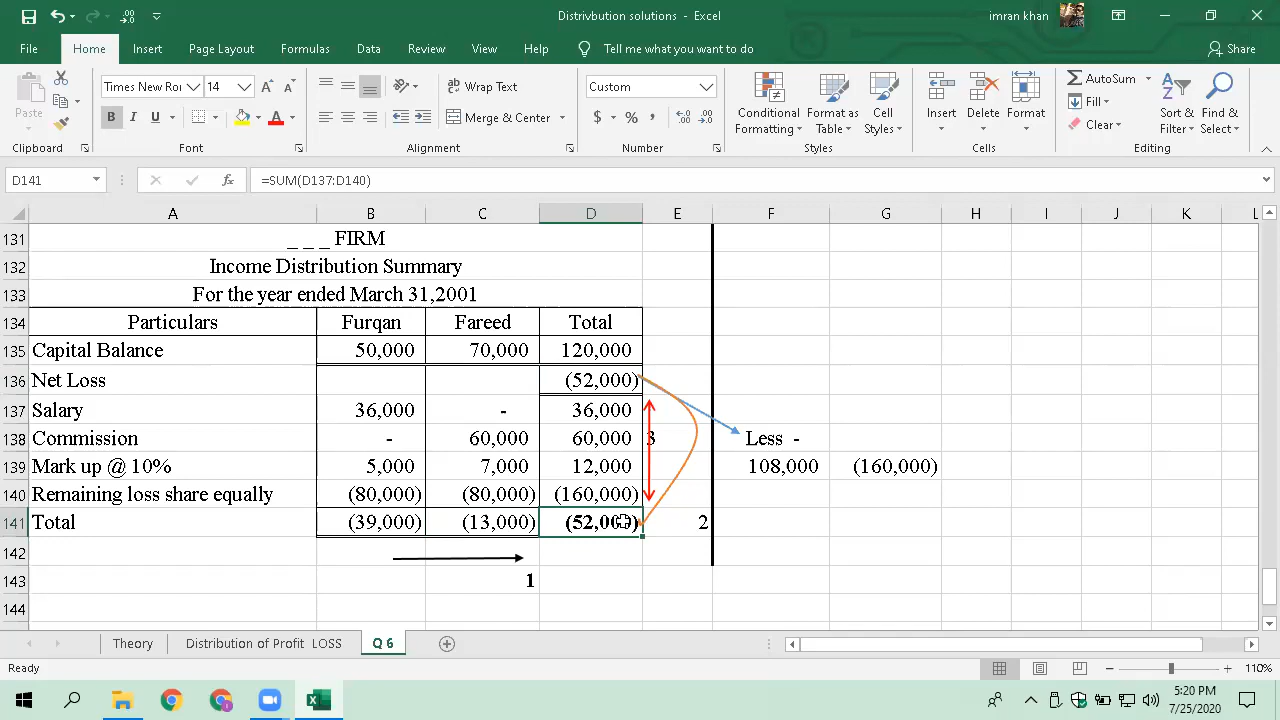 Distrivbution solutions - Excel
imran khan
File Home Insert Page Layout Formulas Data Review View Help Tell me what you want to do Share
Paste
Times New Ro 14
Wrap Text
Custom
AutoSum
B I U
Merge & Center
$ % ,
Conditional Formatting
Format as Table
Cell Styles
Insert Delete Format
Fill
Clear
Sort & Filter
Find & Select
Clipboard Font Alignment Number Styles Cells Editing
D141 fx =SUM(D137:D140)
A B C D E F G H I J K L
131 _ _ _ FIRM
132 Income Distribution Summary
133 For the year ended March 31,2001
134 Particulars Furqan Fareed Total
135 Capital Balance 50,000 70,000 120,000
136 Net Loss (52,000)
137 Salary 36,000 - 36,000
138 Commission - 60,000 60,000 3 Less -
139 Mark up @ 10% 5,000 7,000 12,000 108,000 (160,000)
140 Remaining loss share equally (80,000) (80,000) (160,000)
141 Total (39,000) (13,000) (52,000) 2
142
143 1
144
Theory Distribution of Profit LOSS Q 6
Ready 110%
5:20 PM
7/25/2020